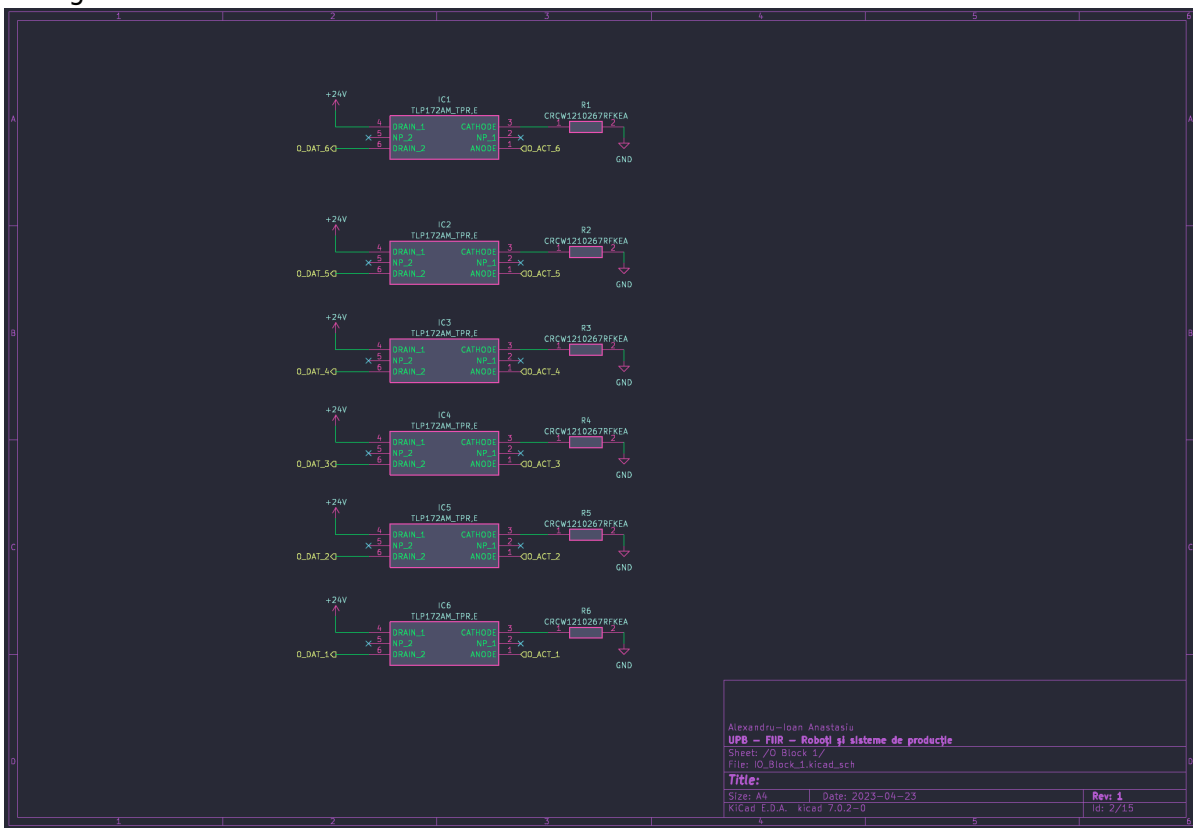 1 2 3 4 5 6
A A
+24V
IC1
TLP172AM_TPR,E
R1
CRCW1210267RFKEA
4 DRAIN_1 CATHODE 3 1 2
5 NP_2 NP_1 2
O_DAT_6 6 DRAIN_2 ANODE 1 O_ACT_6
GND
+24V
IC2
TLP172AM_TPR,E
R2
CRCW1210267RFKEA
4 DRAIN_1 CATHODE 3 1 2
5 NP_2 NP_1 2
O_DAT_5 6 DRAIN_2 ANODE 1 O_ACT_5
GND
+24V
IC3
TLP172AM_TPR,E
R3
CRCW1210267RFKEA
B B
4 DRAIN_1 CATHODE 3 1 2
5 NP_2 NP_1 2
O_DAT_4 6 DRAIN_2 ANODE 1 O_ACT_4
GND
+24V
IC4
TLP172AM_TPR,E
R4
CRCW1210267RFKEA
4 DRAIN_1 CATHODE 3 1 2
5 NP_2 NP_1 2
O_DAT_3 6 DRAIN_2 ANODE 1 O_ACT_3
GND
+24V
IC5
TLP172AM_TPR,E
R5
CRCW1210267RFKEA
4 DRAIN_1 CATHODE 3 1 2
C 5 NP_2 NP_1 2 C
O_DAT_2 6 DRAIN_2 ANODE 1 O_ACT_2
GND
+24V
IC6
TLP172AM_TPR,E
R6
CRCW1210267RFKEA
4 DRAIN_1 CATHODE 3 1 2
5 NP_2 NP_1 2
O_DAT_1 6 DRAIN_2 ANODE 1 O_ACT_1
GND
Alexandru-Ioan Anastasiu
UPB – FIIR – Roboți și sisteme de producție
Sheet: /O Block 1/
D D
File: IO_Block_1.kicad_sch
Title:
Size: A4 Date: 2023-04-23 Rev: 1
KiCad E.D.A. kicad 7.0.2-0 Id: 2/15
1 2 3 4 5 6